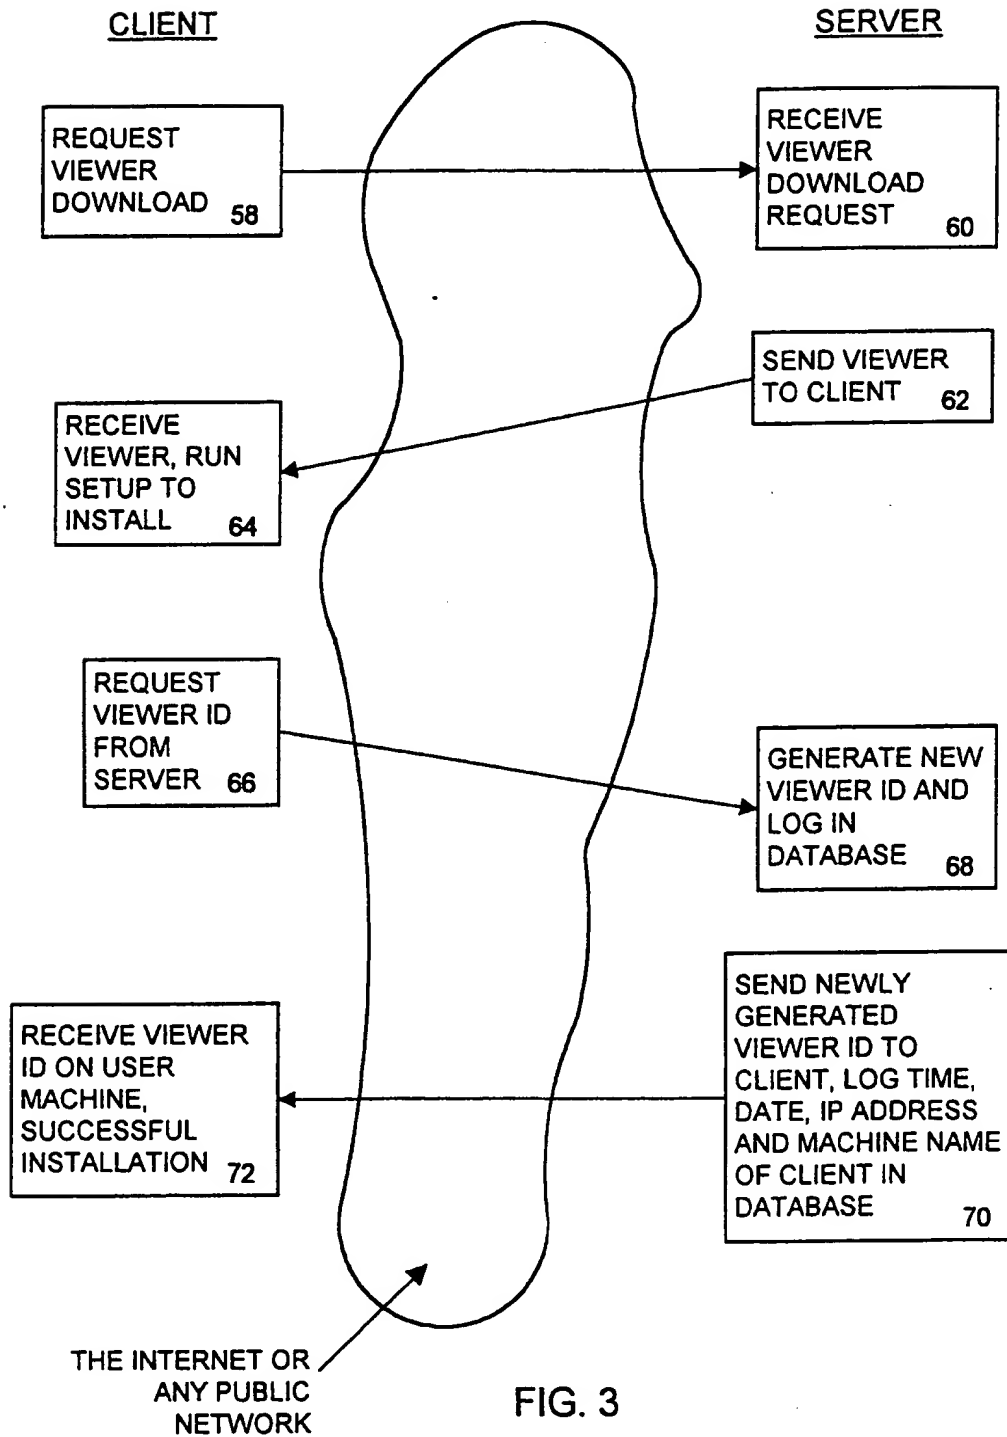 CLIENT
SERVER
REQUEST
VIEWER
DOWNLOAD 58
RECEIVE
VIEWER
DOWNLOAD
REQUEST 60
SEND VIEWER
TO CLIENT 62
RECEIVE
VIEWER, RUN
SETUP TO
INSTALL 64
REQUEST
VIEWER ID
FROM
SERVER 66
GENERATE NEW
VIEWER ID AND
LOG IN
DATABASE 68
SEND NEWLY
GENERATED
VIEWER ID TO
CLIENT, LOG TIME,
DATE, IP ADDRESS
AND MACHINE NAME
OF CLIENT IN
DATABASE 70
RECEIVE VIEWER
ID ON USER
MACHINE,
SUCCESSFUL
INSTALLATION 72
THE INTERNET OR
ANY PUBLIC
NETWORK
FIG. 3